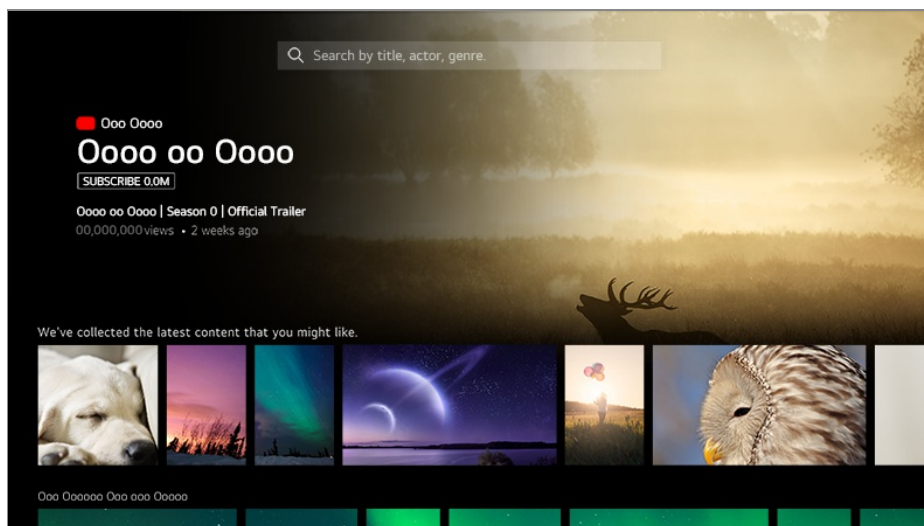 Search by title, actor, genre.
Ooo Oooo
Oooo oo Oooo
SUBSCRIBE 0.0M
Oooo oo Oooo | Season 0 | Official Trailer
00,000,000 views • 2 weeks ago
We've collected the latest content that you might like.
Ooo Oooooo Ooo ooo Ooooo